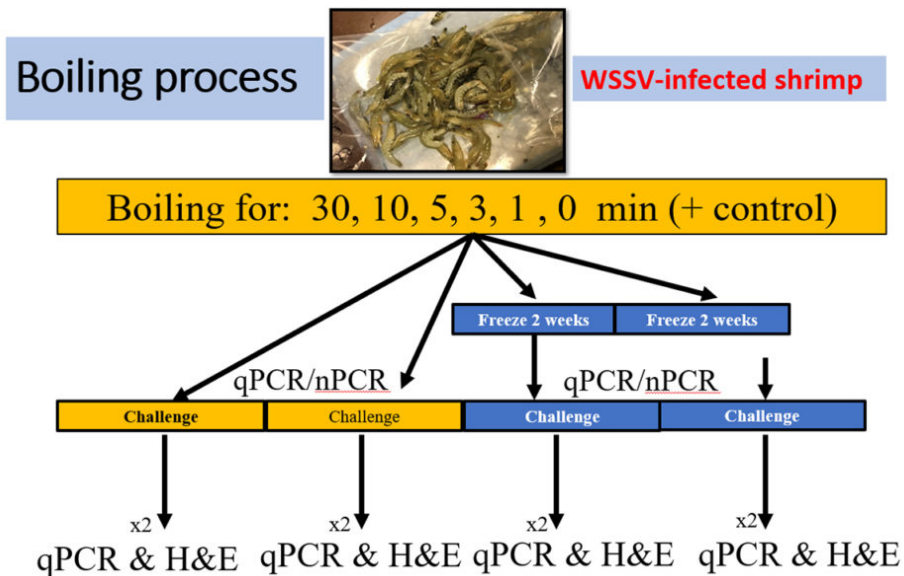 Boiling process
WSSV-infected shrimp
Boiling for: 30, 10, 5, 3, 1 , 0 min (+ control)
Freeze 2 weeks Freeze 2 weeks
qPCR/nPCR qPCR/nPCR
Challenge Challenge Challenge Challenge
x2 x2 x2 x2
qPCR & H&E qPCR & H&E qPCR & H&E qPCR & H&E